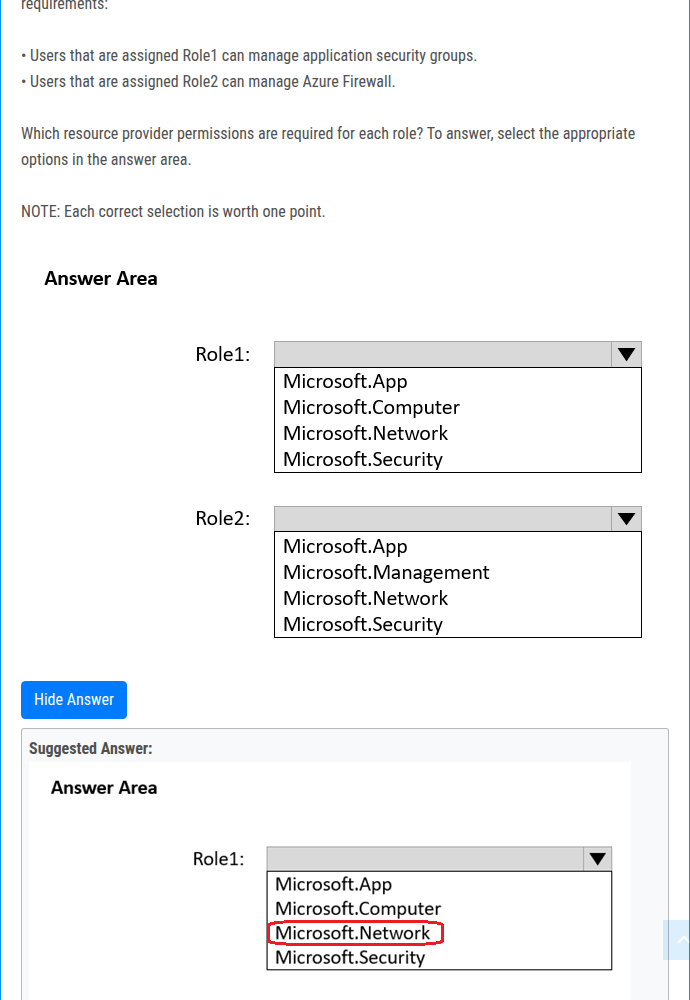 requirements:
• Users that are assigned Role1 can manage application security groups.
• Users that are assigned Role2 can manage Azure Firewall.
Which resource provider permissions are required for each role? To answer, select the appropriate
options in the answer area.
NOTE: Each correct selection is worth one point.
Answer Area
Role1:
Microsoft.App
Microsoft.Computer
Microsoft.Network
Microsoft.Security
Role2:
Microsoft.App
Microsoft.Management
Microsoft.Network
Microsoft.Security
Hide Answer
Suggested Answer:
Answer Area
Role1:
Microsoft.App
Microsoft.Computer
Microsoft.Network
Microsoft.Security